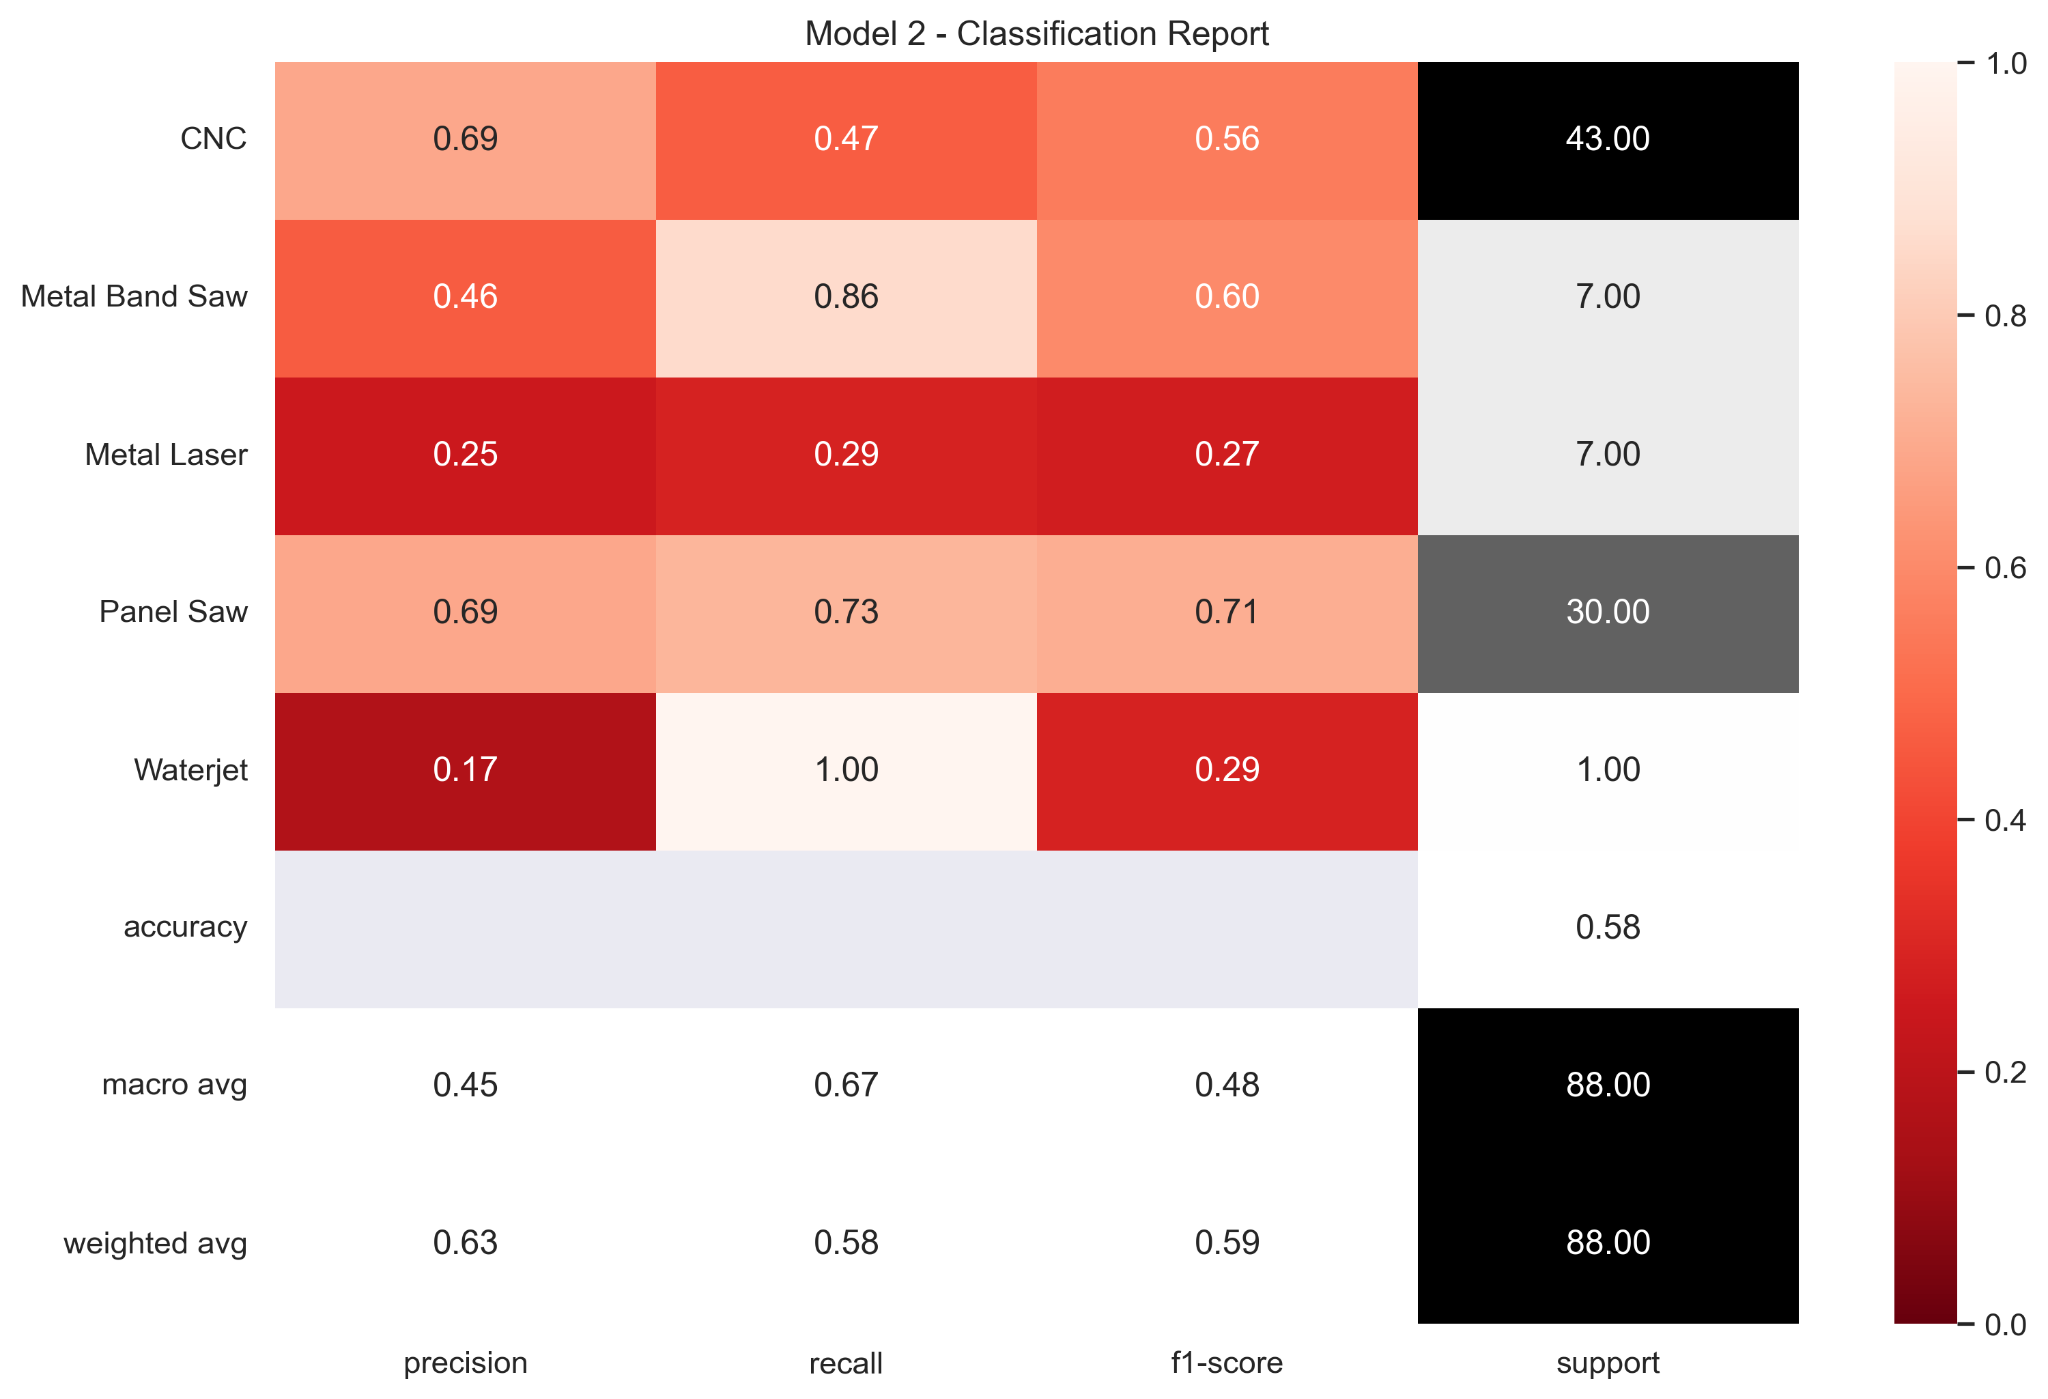 Model 2 - Classification Report
CNC 0.69 0.47 0.56 43.00
Metal Band Saw 0.46 0.86 0.60 7.00
Metal Laser 0.25 0.29 0.27 7.00
Panel Saw 0.69 0.73 0.71 30.00
Waterjet 0.17 1.00 0.29 1.00
accuracy 0.58
macro avg 0.45 0.67 0.48 88.00
weighted avg 0.63 0.58 0.59 88.00
precision recall f1-score support
1.0
0.8
0.6
0.4
0.2
0.0